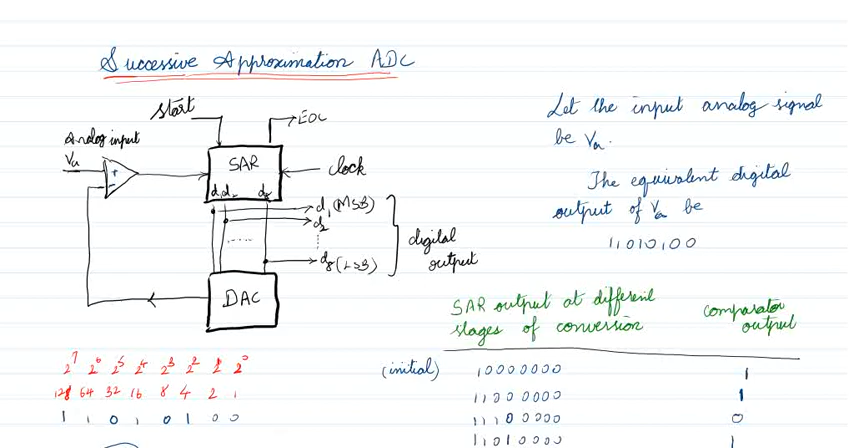 Successive Approximation ADC
start
EOC
Analog input
Va
+
-
SAR
clock
d1 d2 d8
d1 (MSB)
d2
......
d8 (LSB)
digital
output
DAC
Let the input analog signal
be Va.
The equivalent digital
output of Va be
11010100
SAR output at different
stages of conversion
comparator
output
(initial) 10000000 1
11000000 1
11100000 0
11010000 1
2^7 2^6 2^5 2^4 2^3 2^2 2 2^0
128 64 32 16 8 4 2 1
1 1 0 1 0 1 0 0